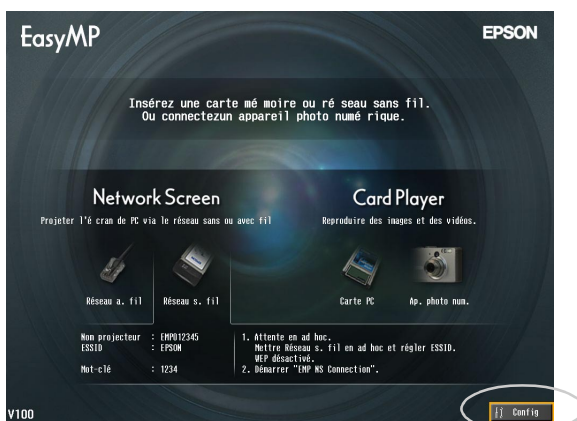 EasyMP
EPSON
Insérez une carte mé moire ou ré seau sans fil.
Ou connectezun appareil photo numé rique.
Network Screen
Projeter l'é cran de PC via le réseau sans ou avec fil
Card Player
Reproduire des images et des vidéos.
Réseau a. fil
Réseau s. fil
Carte PC
Ap. photo num.
Nom projecteur : EMP012345
ESSID : EPSON
Mot-clé : 1234
1. Attente en ad hoc.
Mettre Réseau s. fil en ad hoc et régler ESSID.
WEP désactivé.
2. Démarrer "EMP NS Connection".
V100
Config